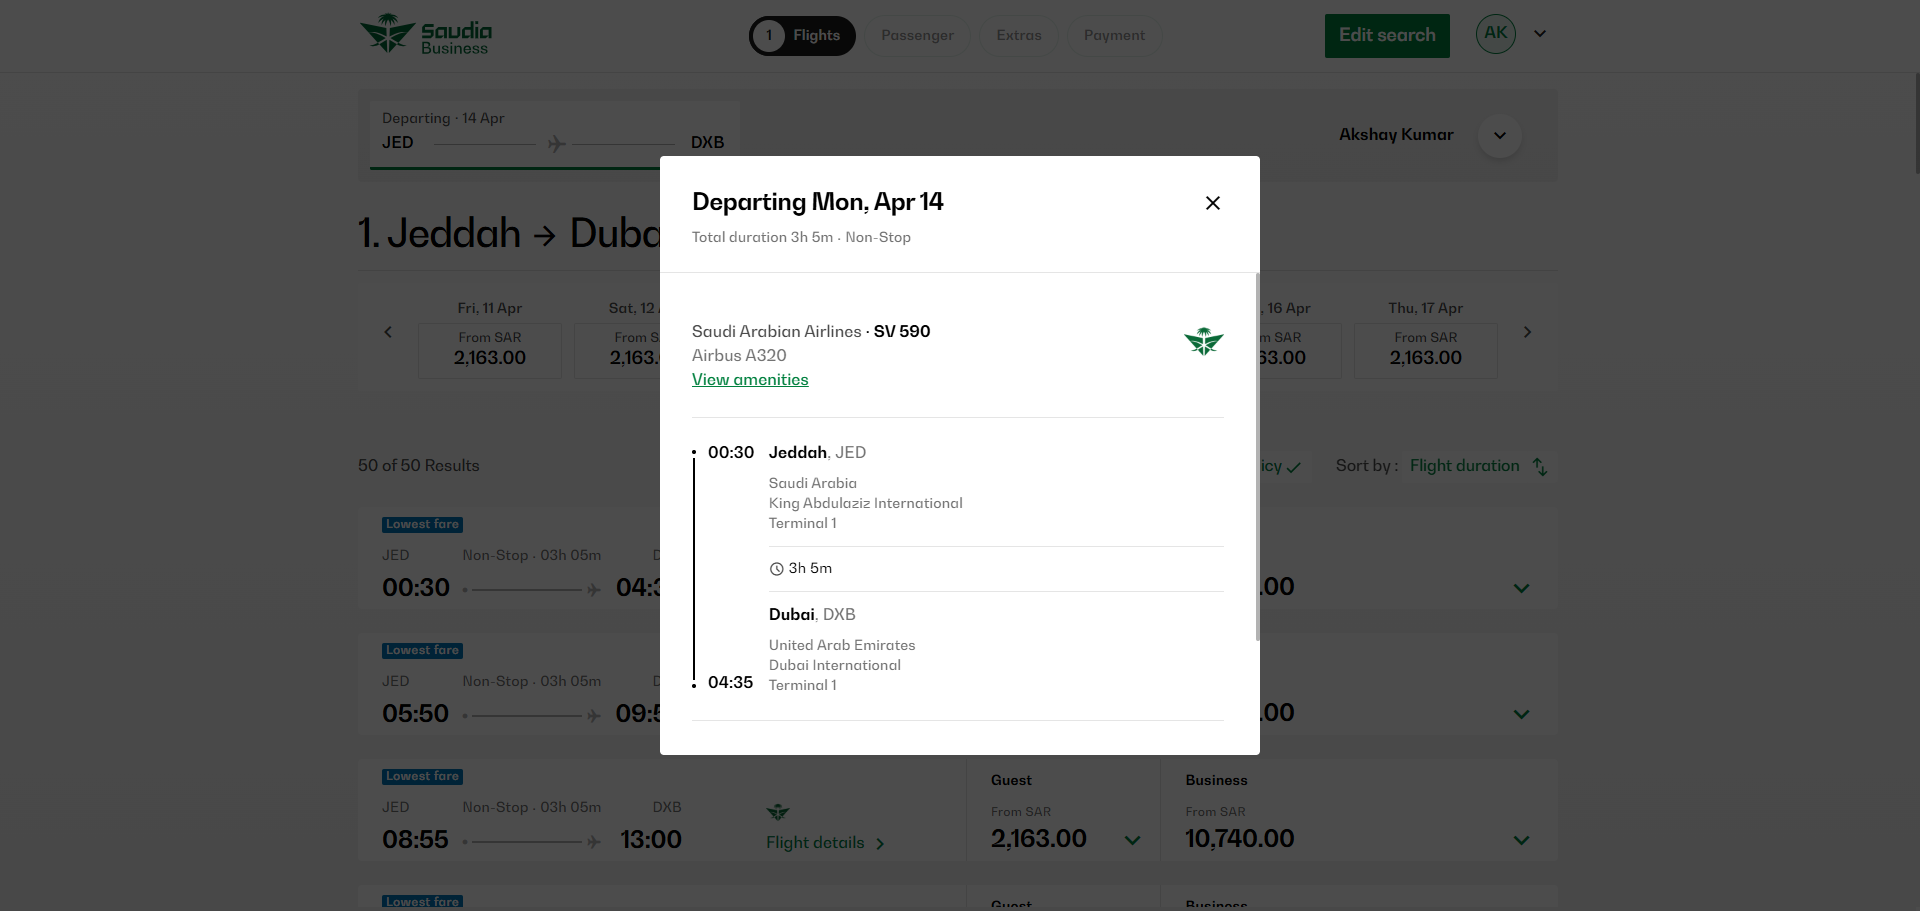 Saudia
Business
1 Flights
Passenger
Extras
Payment
Edit search
AK
Departing · 14 Apr
JED
DXB
Akshay Kumar
1. Jeddah → Duba
Fri, 11 Apr
From SAR
2,163.00
Sat, 12
From S
2,163.
, 16 Apr
m SAR
63.00
Thu, 17 Apr
From SAR
2,163.00
50 of 50 Results
icy
Sort by : Flight duration
Departing Mon, Apr 14
Total duration 3h 5m · Non-Stop
Saudi Arabian Airlines · SV 590
Airbus A320
View amenities
00:30 Jeddah, JED
Saudi Arabia
King Abdulaziz International
Terminal 1
3h 5m
Dubai, DXB
United Arab Emirates
Dubai International
04:35 Terminal 1
Lowest fare
JED Non-Stop · 03h 05m D
00:30 04:3
.00
Lowest fare
JED Non-Stop · 03h 05m D
05:50 09:5
.00
Lowest fare
JED Non-Stop · 03h 05m DXB
08:55 13:00
Flight details
Guest
From SAR
2,163.00
Business
From SAR
10,740.00
Lowest fare
Guest
Business